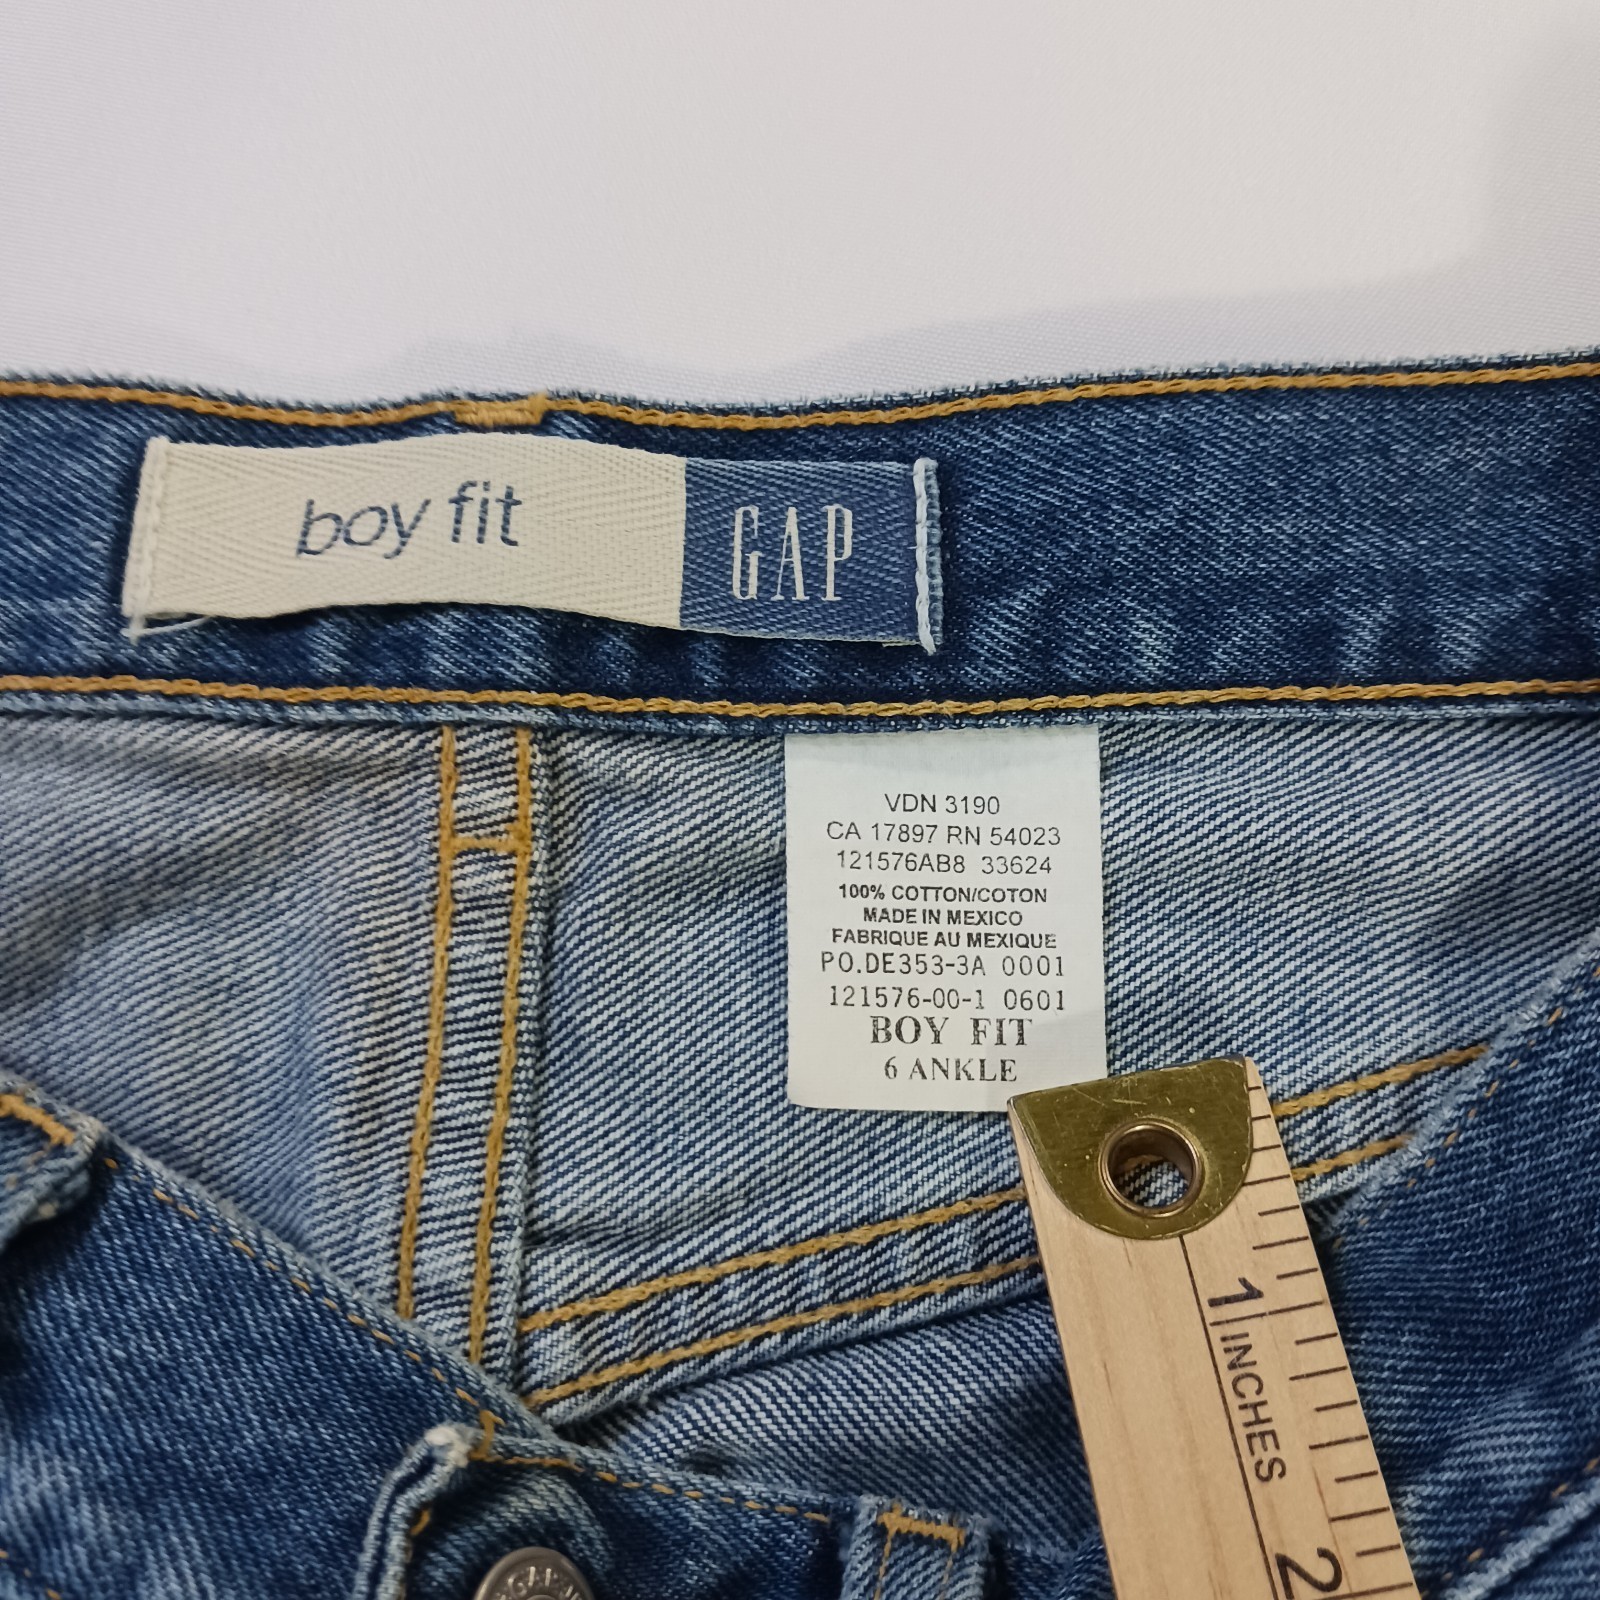 boy fit
GAP
VDN 3190
CA 17897 RN 54023
121576AB8 33624
100% COTTON/COTON
MADE IN MEXICO
FABRIQUE AU MEXIQUE
PO.DE353-3A 0001
121576-00-1 0601
BOY FIT
6 ANKLE
1 INCHES
2